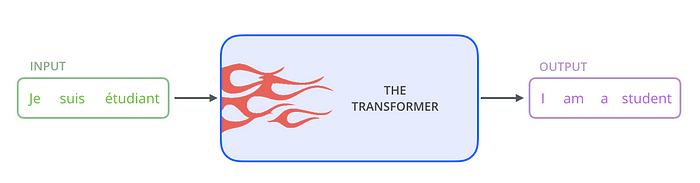 INPUT
Je suis étudiant
THE
TRANSFORMER
OUTPUT
I am a student